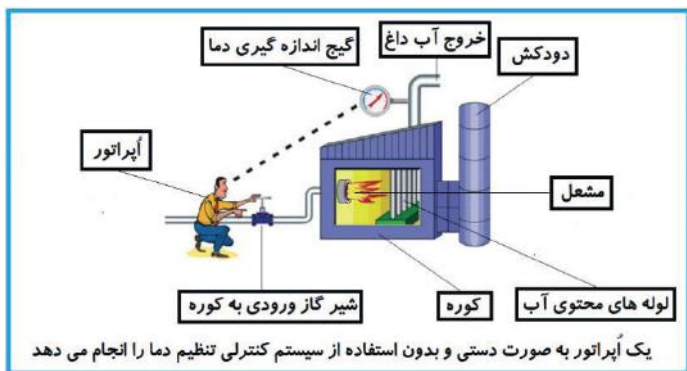 خروج آب داغ
دودکش
گیج اندازه گیری دما
اُپراتور
مشعل
شیر گاز ورودی به کوره
کوره
لوله های محتوی آب
یک اُپراتور به صورت دستی و بدون استفاده از سیستم کنترلی تنظیم دما را انجام می دهد